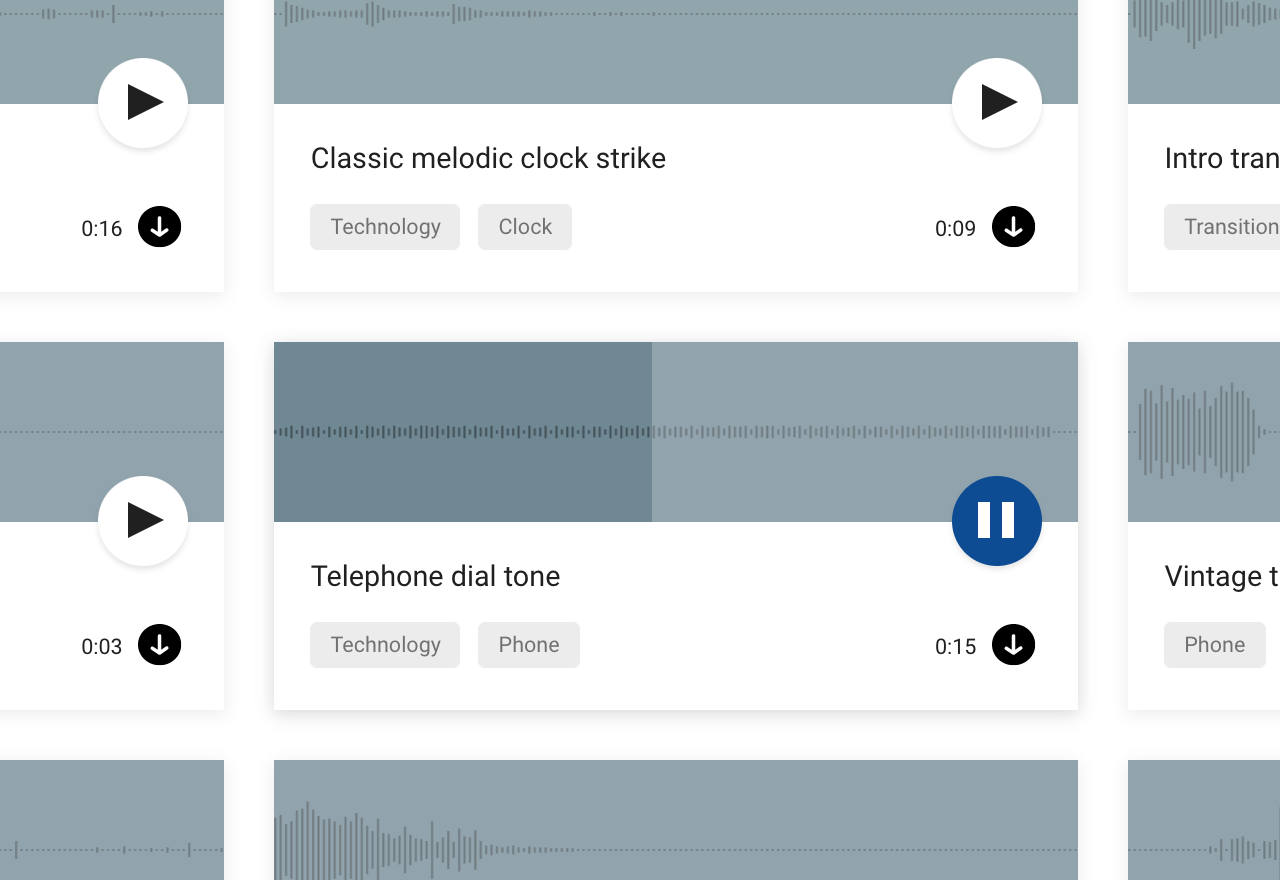 Classic melodic clock strike
Intro tran
0:16
Technology
Clock
0:09
Transition
Telephone dial tone
Vintage t
0:03
Technology
Phone
0:15
Phone